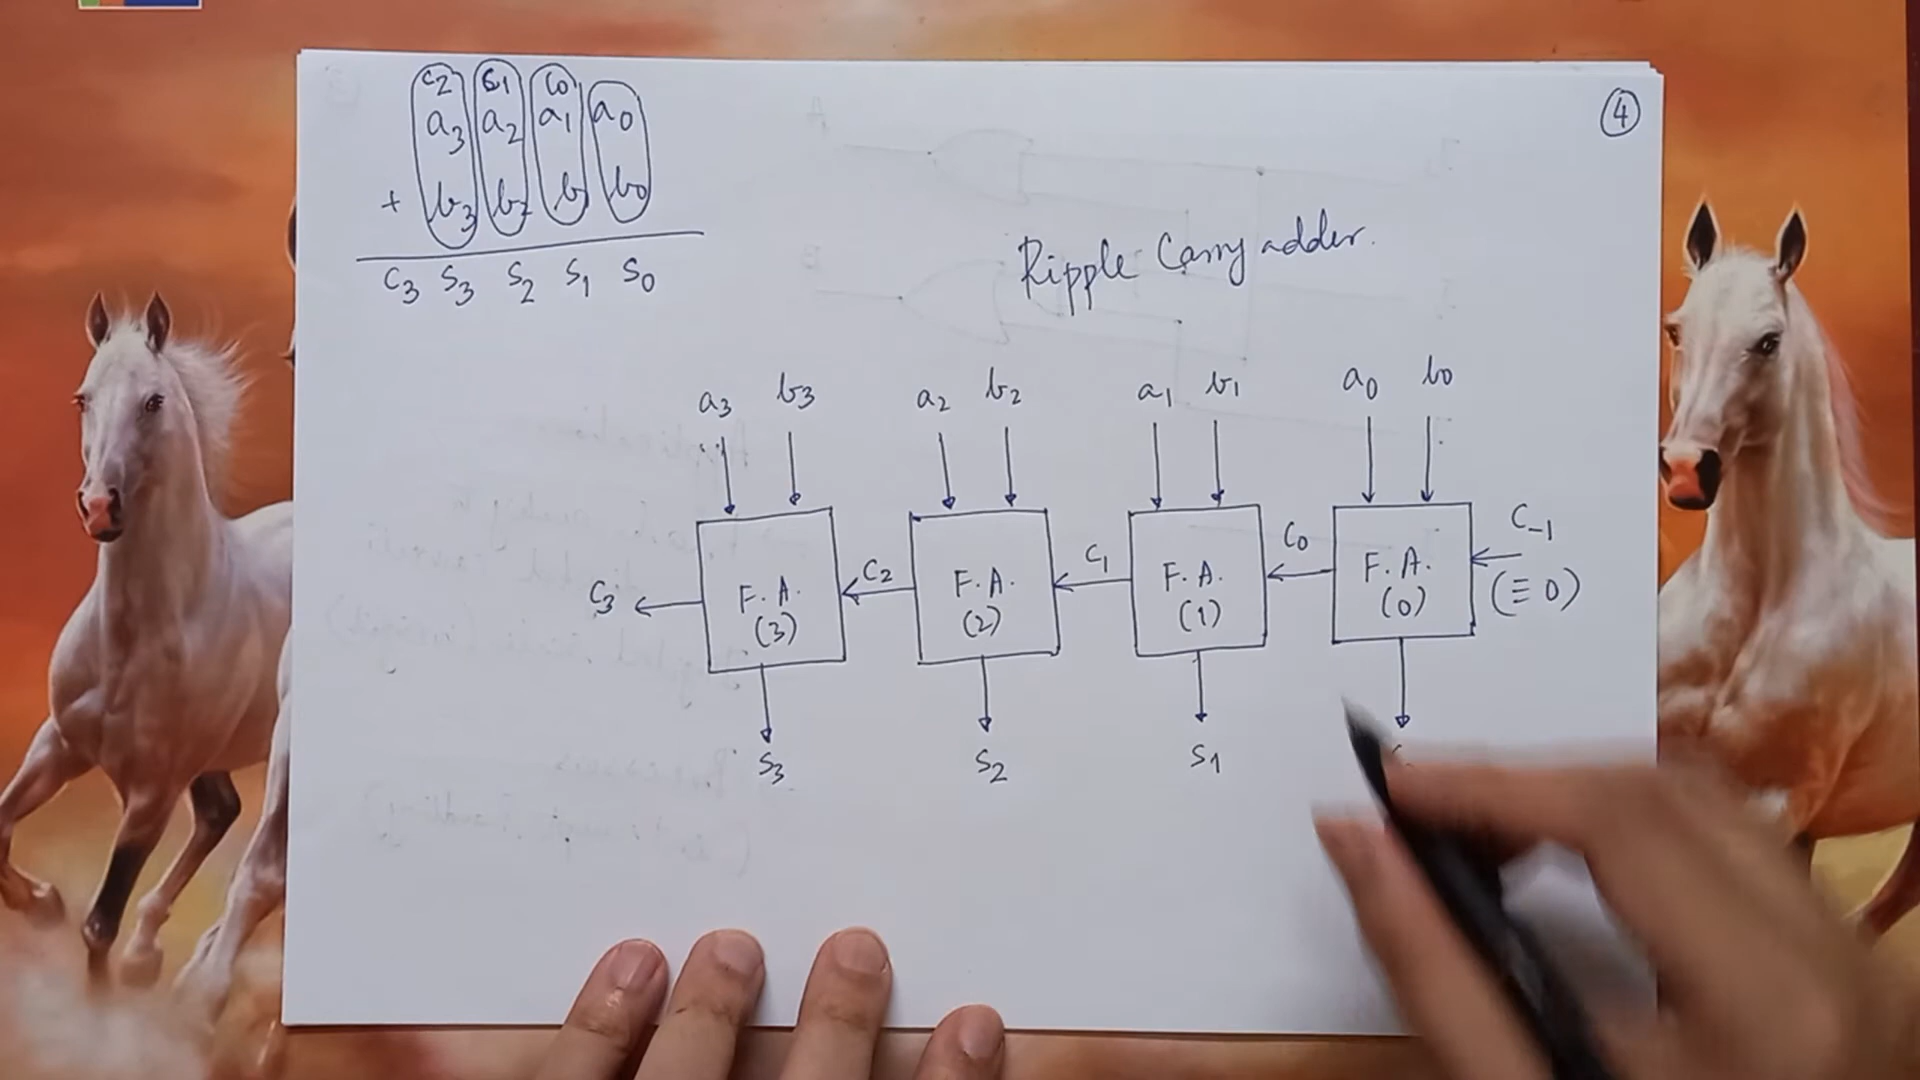 ④
c2 c1 c0
a3 a2 a1 a0
+ b3 b2 b1 b0
c3 s3 s2 s1 s0
Ripple Carry adder.
a3 b3 a2 b2 a1 b1 a0 b0
c3 c2 c1 c0 c-1
F.A. F.A. F.A. F.A.
(3) (2) (1) (0) (≡ 0)
s3 s2 s1